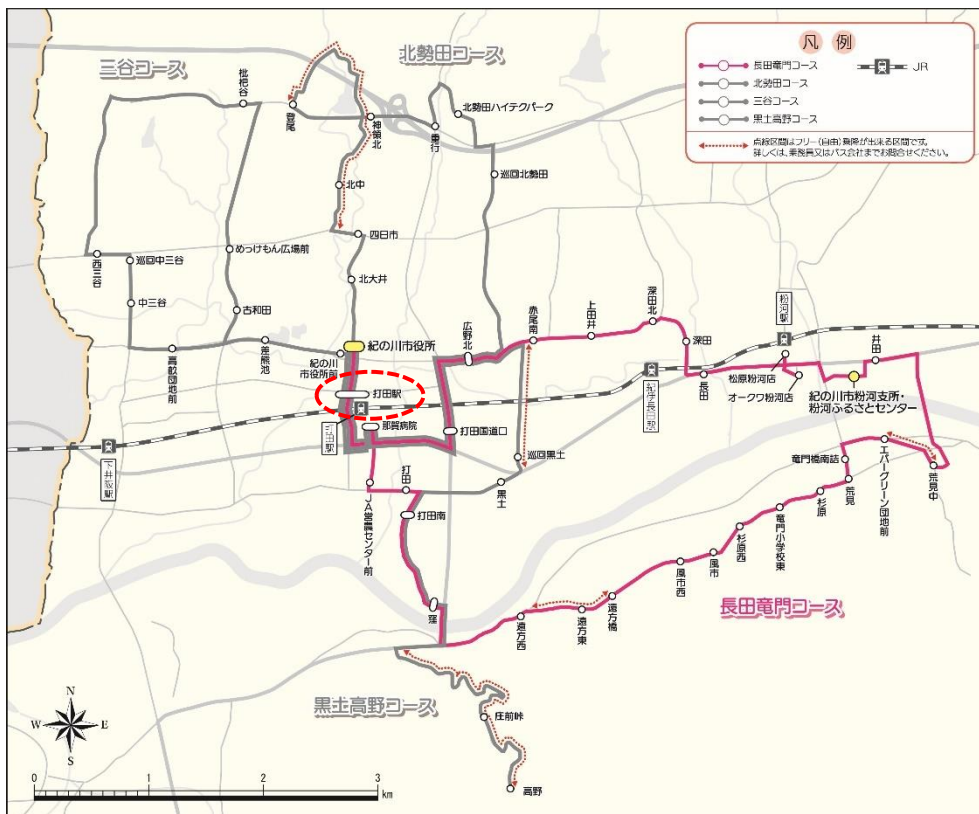 凡 例
長田竜門コース
JR
北勢田コース
三谷コース
黒土高野コース
点線区間はフリー（自由）乗降が出来る区間です。
詳しくは、乗務員又はバス会社までお問合せください。
三谷コース
北勢田コース
枇杷谷
登尾
神領北
東行
北勢田ハイテクパーク
巡回北勢田
北中
四日市
北大井
西三谷
巡回中三谷
めっけもん広場前
中三谷
古和田
高畝団地前
差熊池
紀の川
市役所前
紀の川市役所
打田駅
打田駅
那賀病院
下井阪駅
広野北
赤尾南
上田井
深田北
深田
長田
紀伊長田駅
粉河駅
松原粉河店
オークワ粉河店
井田
紀の川市粉河支所・
粉河ふるさとセンター
打田国道口
巡回黒土
黒土
打田
打田南
JA営農センター前
窪
竜門橋南詰
エバーグリーン団地前
荒見中
荒見
杉原
竜門小学校東
杉原西
風市
風市西
遠方橋
遠方東
遠方西
長田竜門コース
黒土高野コース
庄前峠
高野
N
W
E
S
0
1
2
3
km